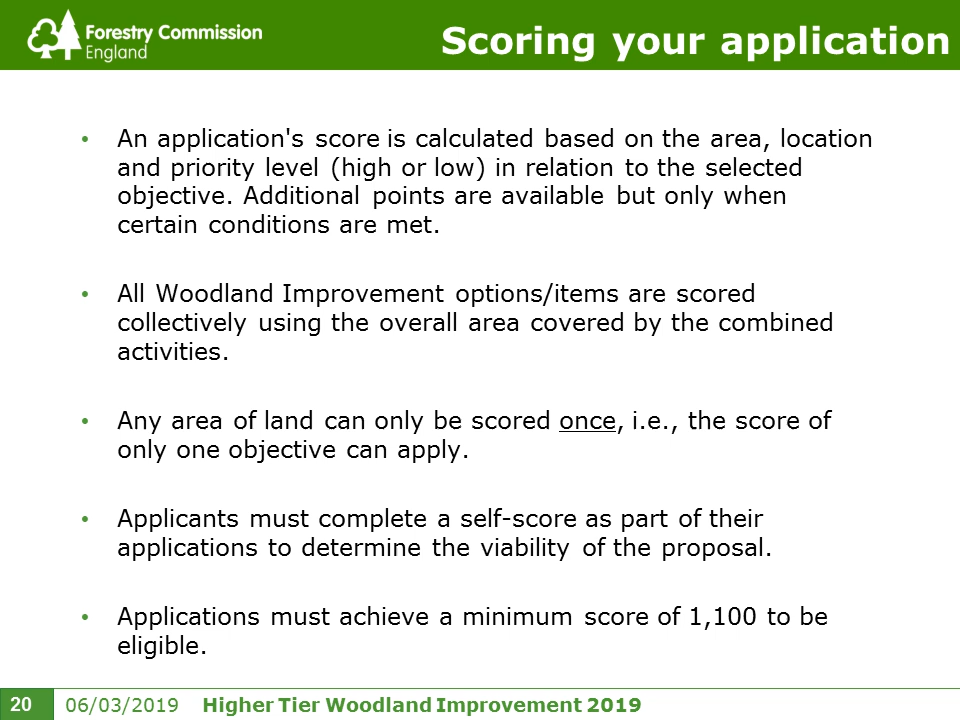 Forestry Commission
England
Scoring your application
• An application's score is calculated based on the area, location
and priority level (high or low) in relation to the selected
objective. Additional points are available but only when
certain conditions are met.
• All Woodland Improvement options/items are scored
collectively using the overall area covered by the combined
activities.
• Any area of land can only be scored once, i.e., the score of
only one objective can apply.
• Applicants must complete a self-score as part of their
applications to determine the viability of the proposal.
• Applications must achieve a minimum score of 1,100 to be
eligible.
20 06/03/2019 Higher Tier Woodland Improvement 2019